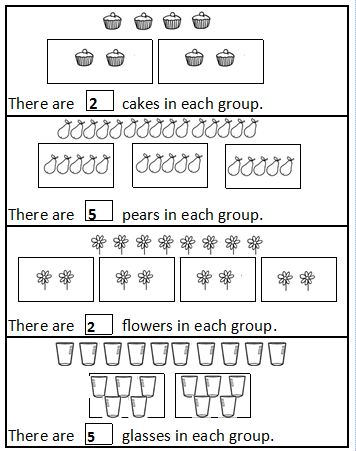 There are 2 cakes in each group.
There are 5 pears in each group.
There are 2 flowers in each group.
There are 5 glasses in each group.